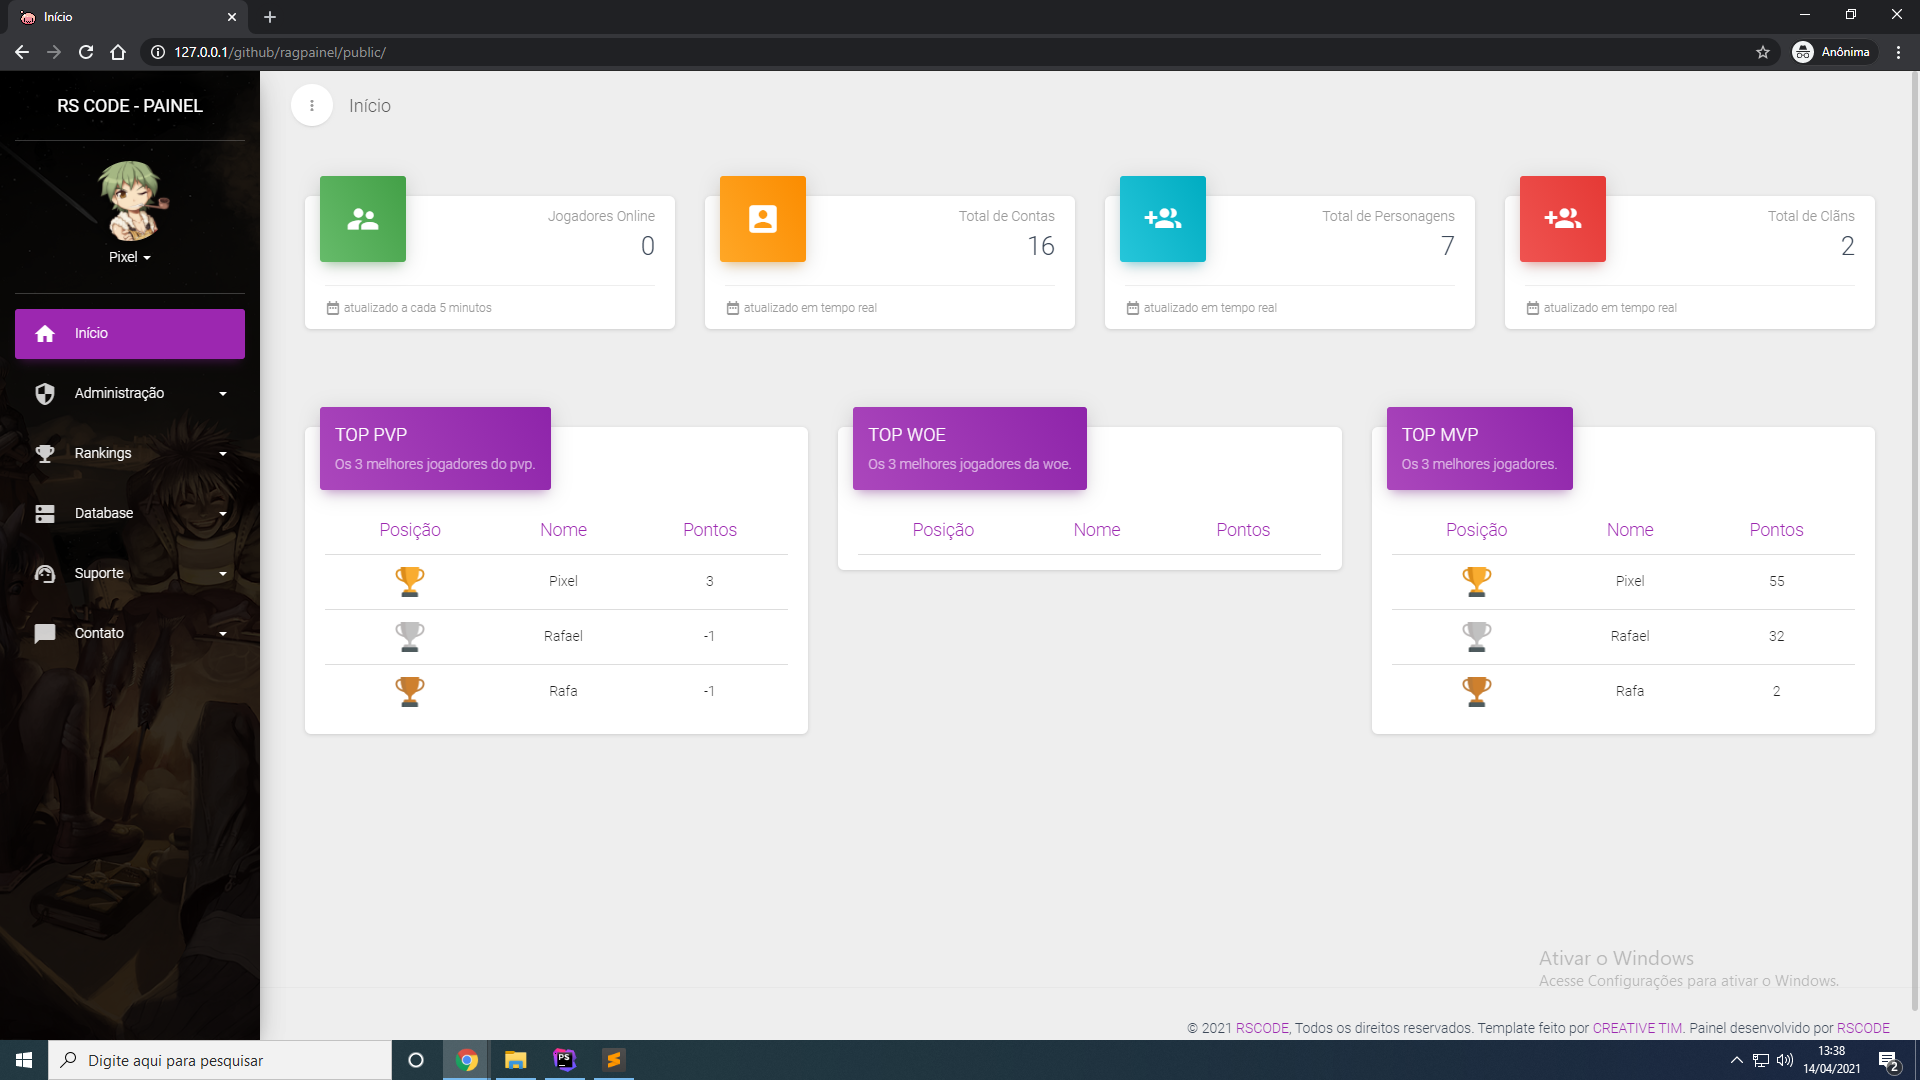 Início
127.0.0.1/github/ragpainel/public/
Anônima
RS CODE - PAINEL
Pixel
Início
Administração
Rankings
Database
Suporte
Contato
Início
Jogadores Online
0
atualizado a cada 5 minutos
Total de Contas
16
atualizado em tempo real
Total de Personagens
7
atualizado em tempo real
Total de Clãns
2
atualizado em tempo real
TOP PVP
Os 3 melhores jogadores do pvp.
Posição Nome Pontos
Pixel 3
Rafael -1
Rafa -1
TOP WOE
Os 3 melhores jogadores da woe.
Posição Nome Pontos
TOP MVP
Os 3 melhores jogadores.
Posição Nome Pontos
Pixel 55
Rafael 32
Rafa 2
Ativar o Windows
Acesse Configurações para ativar o Windows.
© 2021 RSCODE, Todos os direitos reservados. Template feito por CREATIVE TIM. Painel desenvolvido por RSCODE
Digite aqui para pesquisar
PS
13:38
14/04/2021
2